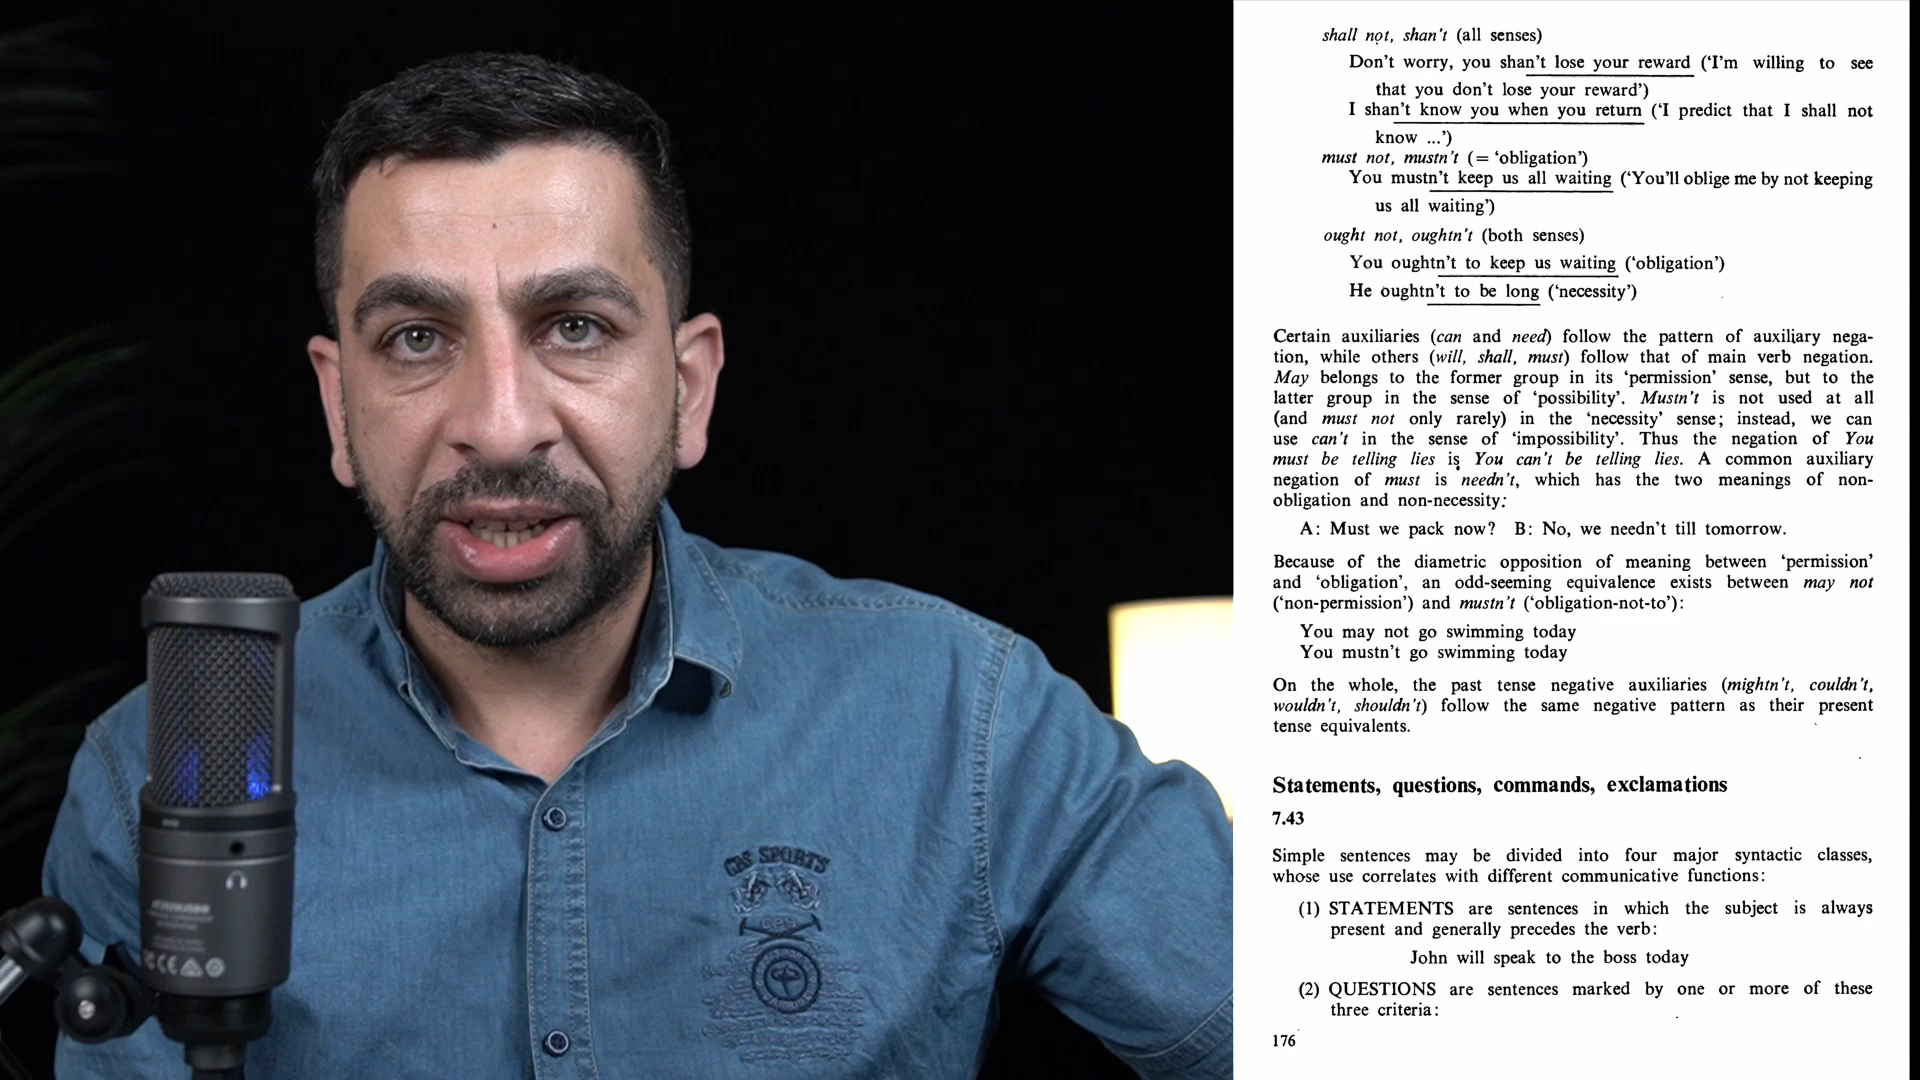 shall not, shan't (all senses)
Don't worry, you shan't lose your reward ('I'm willing to see
that you don't lose your reward')
I shan't know you when you return ('I predict that I shall not
know ...')
must not, mustn't (= 'obligation')
You mustn't keep us all waiting ('You'll oblige me by not keeping
us all waiting')
ought not, oughtn't (both senses)
You oughtn't to keep us waiting ('obligation')
He oughtn't to be long ('necessity')
Certain auxiliaries (can and need) follow the pattern of auxiliary nega-
tion, while others (will, shall, must) follow that of main verb negation.
May belongs to the former group in its 'permission' sense, but to the
latter group in the sense of 'possibility'. Mustn't is not used at all
(and must not only rarely) in the 'necessity' sense; instead, we can
use can't in the sense of 'impossibility'. Thus the negation of You
must be telling lies is You can't be telling lies. A common auxiliary
negation of must is needn't, which has the two meanings of non-
obligation and non-necessity:
A: Must we pack now? B: No, we needn't till tomorrow.
Because of the diametric opposition of meaning between 'permission'
and 'obligation', an odd-seeming equivalence exists between may not
('non-permission') and mustn't ('obligation-not-to'):
You may not go swimming today
You mustn't go swimming today
On the whole, the past tense negative auxiliaries (mightn't, couldn't,
wouldn't, shouldn't) follow the same negative pattern as their present
tense equivalents.
Statements, questions, commands, exclamations
7.43
Simple sentences may be divided into four major syntactic classes,
whose use correlates with different communicative functions:
(1) STATEMENTS are sentences in which the subject is always
present and generally precedes the verb:
John will speak to the boss today
(2) QUESTIONS are sentences marked by one or more of these
three criteria:
176
CBS SPORTS